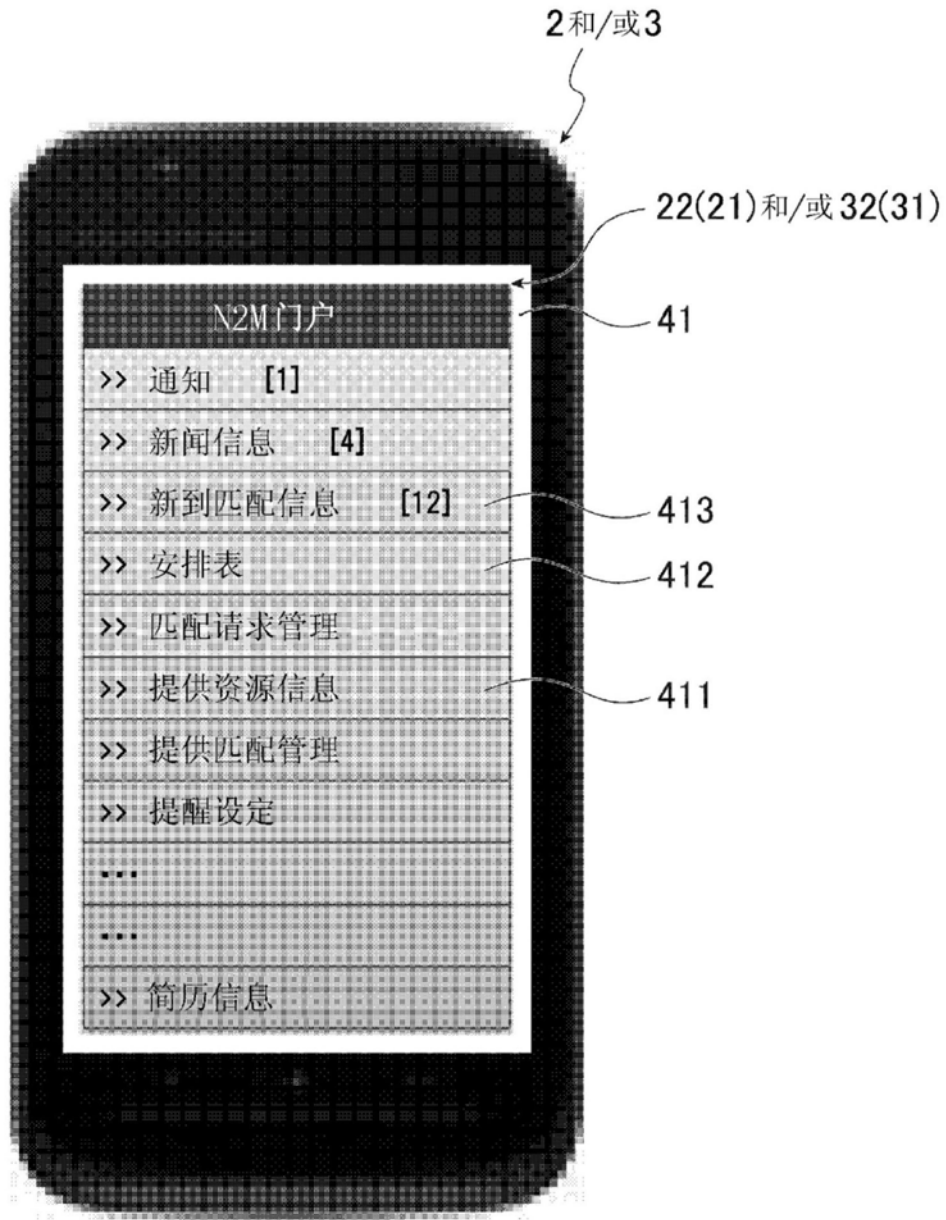 2和/或3
22(21)和/或32(31)
N2M门户
41
>> 通知 [1]
>> 新闻信息 [4]
>> 新到匹配信息 [12]
413
>> 安排表
412
>> 匹配请求管理
>> 提供资源信息
411
>> 提供匹配管理
>> 提醒设定
...
...
>> 简历信息